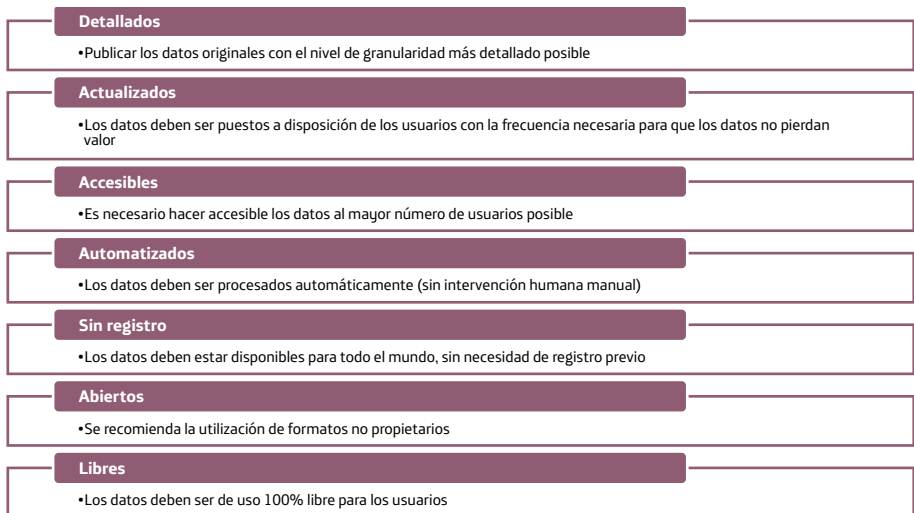 Detallados
•Publicar los datos originales con el nivel de granularidad más detallado posible
Actualizados
•Los datos deben ser puestos a disposición de los usuarios con la frecuencia necesaria para que los datos no pierdan
valor
Accesibles
•Es necesario hacer accesible los datos al mayor número de usuarios posible
Automatizados
•Los datos deben ser procesados automáticamente (sin intervención humana manual)
Sin registro
•Los datos deben estar disponibles para todo el mundo, sin necesidad de registro previo
Abiertos
•Se recomienda la utilización de formatos no propietarios
Libres
•Los datos deben ser de uso 100% libre para los usuarios